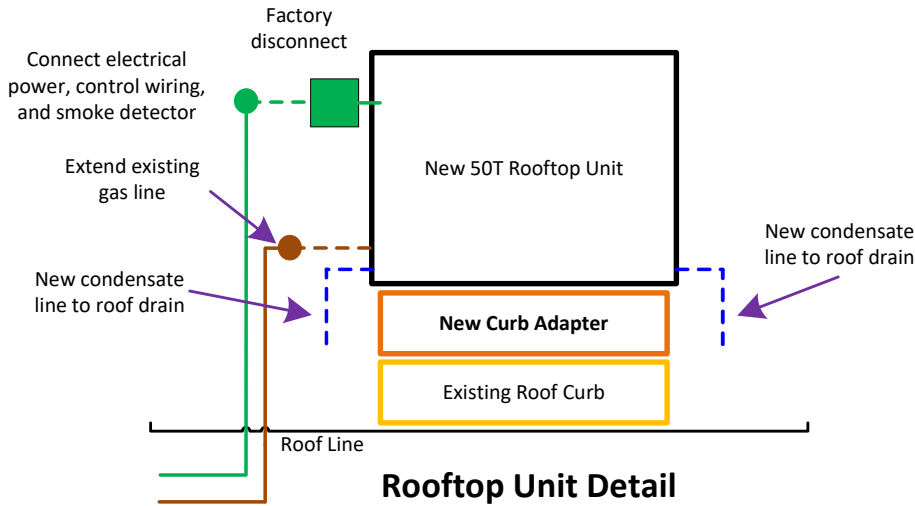 Factory
disconnect
Connect electrical
power, control wiring,
and smoke detector
New 50T Rooftop Unit
Extend existing
gas line
New condensate
line to roof drain
New condensate
line to roof drain
New Curb Adapter
Existing Roof Curb
Roof Line
Rooftop Unit Detail